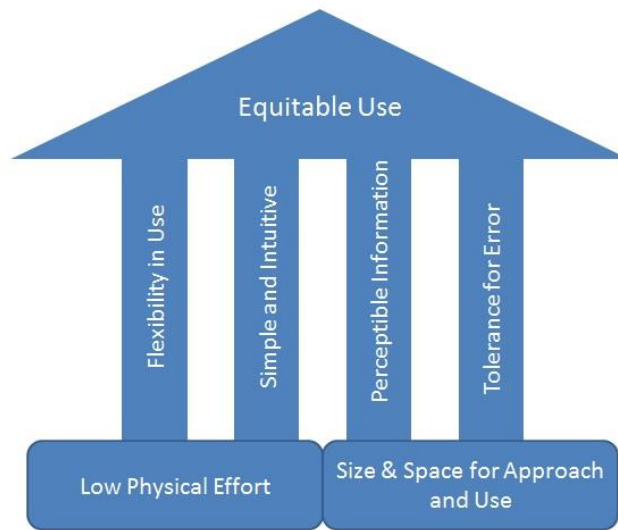 Equitable Use
Flexibility in Use
Simple and Intuitive
Perceptible Information
Tolerance for Error
Low Physical Effort
Size & Space for Approach
and Use